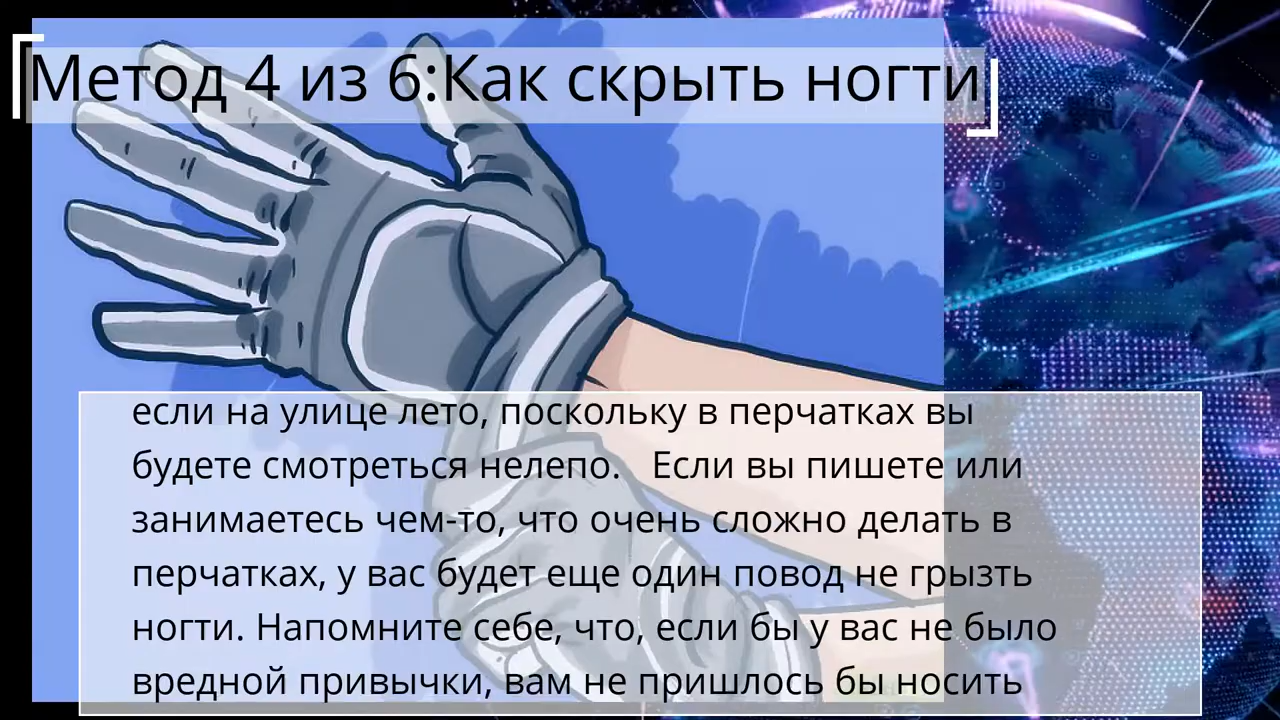 Метод 4 из 6:Как скрыть ногти
если на улице лето, поскольку в перчатках вы
будете смотреться нелепо.   Если вы пишете или
занимаетесь чем-то, что очень сложно делать в
перчатках, у вас будет еще один повод не грызть
ногти. Напомните себе, что, если бы у вас не было
вредной привычки, вам не пришлось бы носить